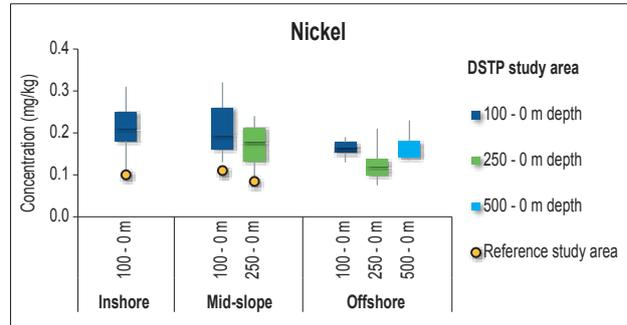 Nickel
Concentration (mg/kg)
0.4
0.3
0.2
0.1
0.0
100 - 0 m
100 - 0 m
250 - 0 m
100 - 0 m
250 - 0 m
500 - 0 m
Inshore
Mid-slope
Offshore
DSTP study area
100 - 0 m depth
250 - 0 m depth
500 - 0 m depth
Reference study area